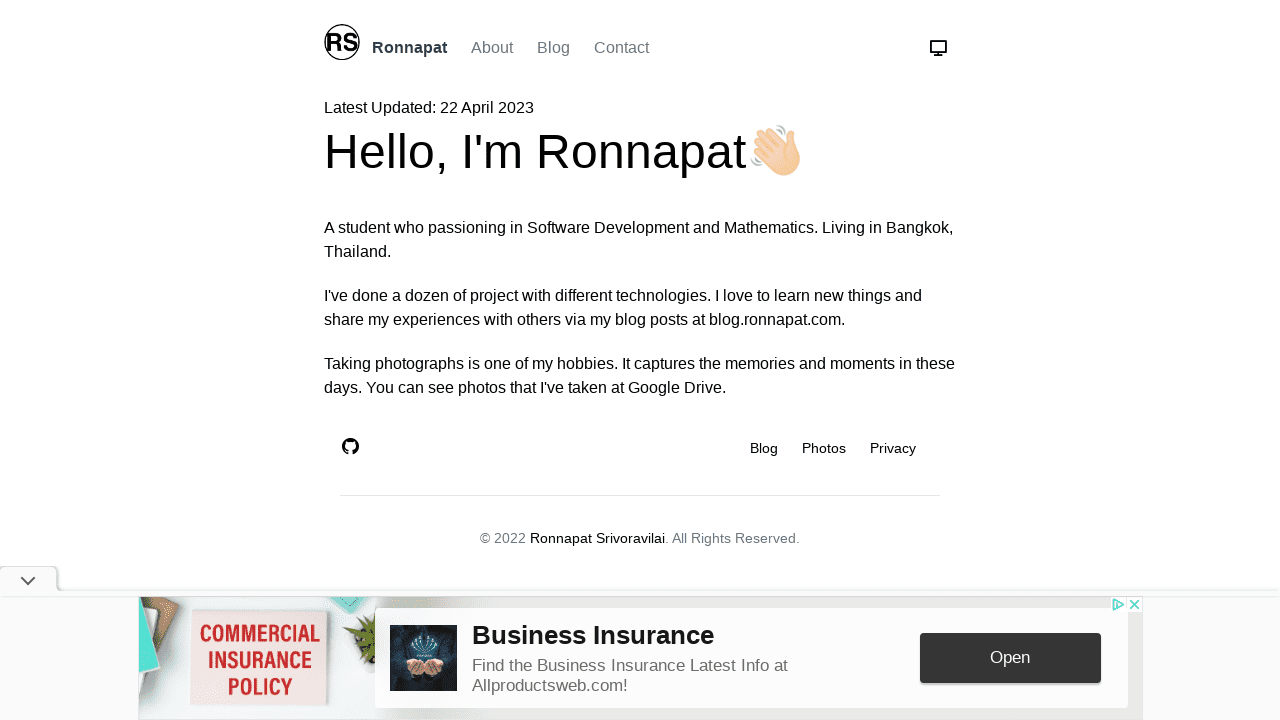 RS
Ronnapat
About
Blog
Contact
Latest Updated: 22 April 2023
Hello, I'm Ronnapat👋🏻
A student who passioning in Software Development and Mathematics. Living in Bangkok,
Thailand.
I've done a dozen of project with different technologies. I love to learn new things and
share my experiences with others via my blog posts at blog.ronnapat.com.
Taking photographs is one of my hobbies. It captures the memories and moments in these
days. You can see photos that I've taken at Google Drive.
Blog
Photos
Privacy
© 2022 Ronnapat Srivoravilai. All Rights Reserved.
COMMERCIAL
INSURANCE
POLICY
Business Insurance
Find the Business Insurance Latest Info at
Allproductsweb.com!
Open